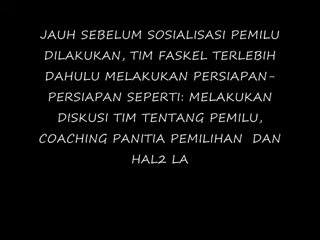 JAUH SEBELUM SOSIALISASI PEMILU
DILAKUKAN, TIM FASKEL TERLEBIH
DAHULU MELAKUKAN PERSIAPAN-
PERSIAPAN SEPERTI: MELAKUKAN
DISKUSI TIM TENTANG PEMILU,
COACHING PANITIA PEMILIHAN DAN
HAL2 LA